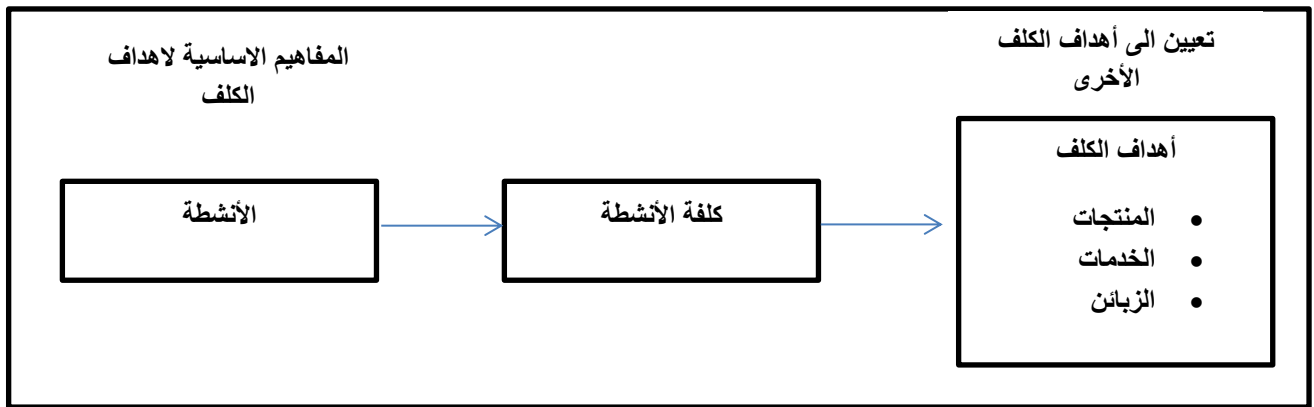 تعيين الى أهداف الكلف
الأخرى
المفاهيم الاساسية لاهداف
الكلف
أهداف الكلف
• المنتجات
• الخدمات
• الزبائن
كلفة الأنشطة
الأنشطة